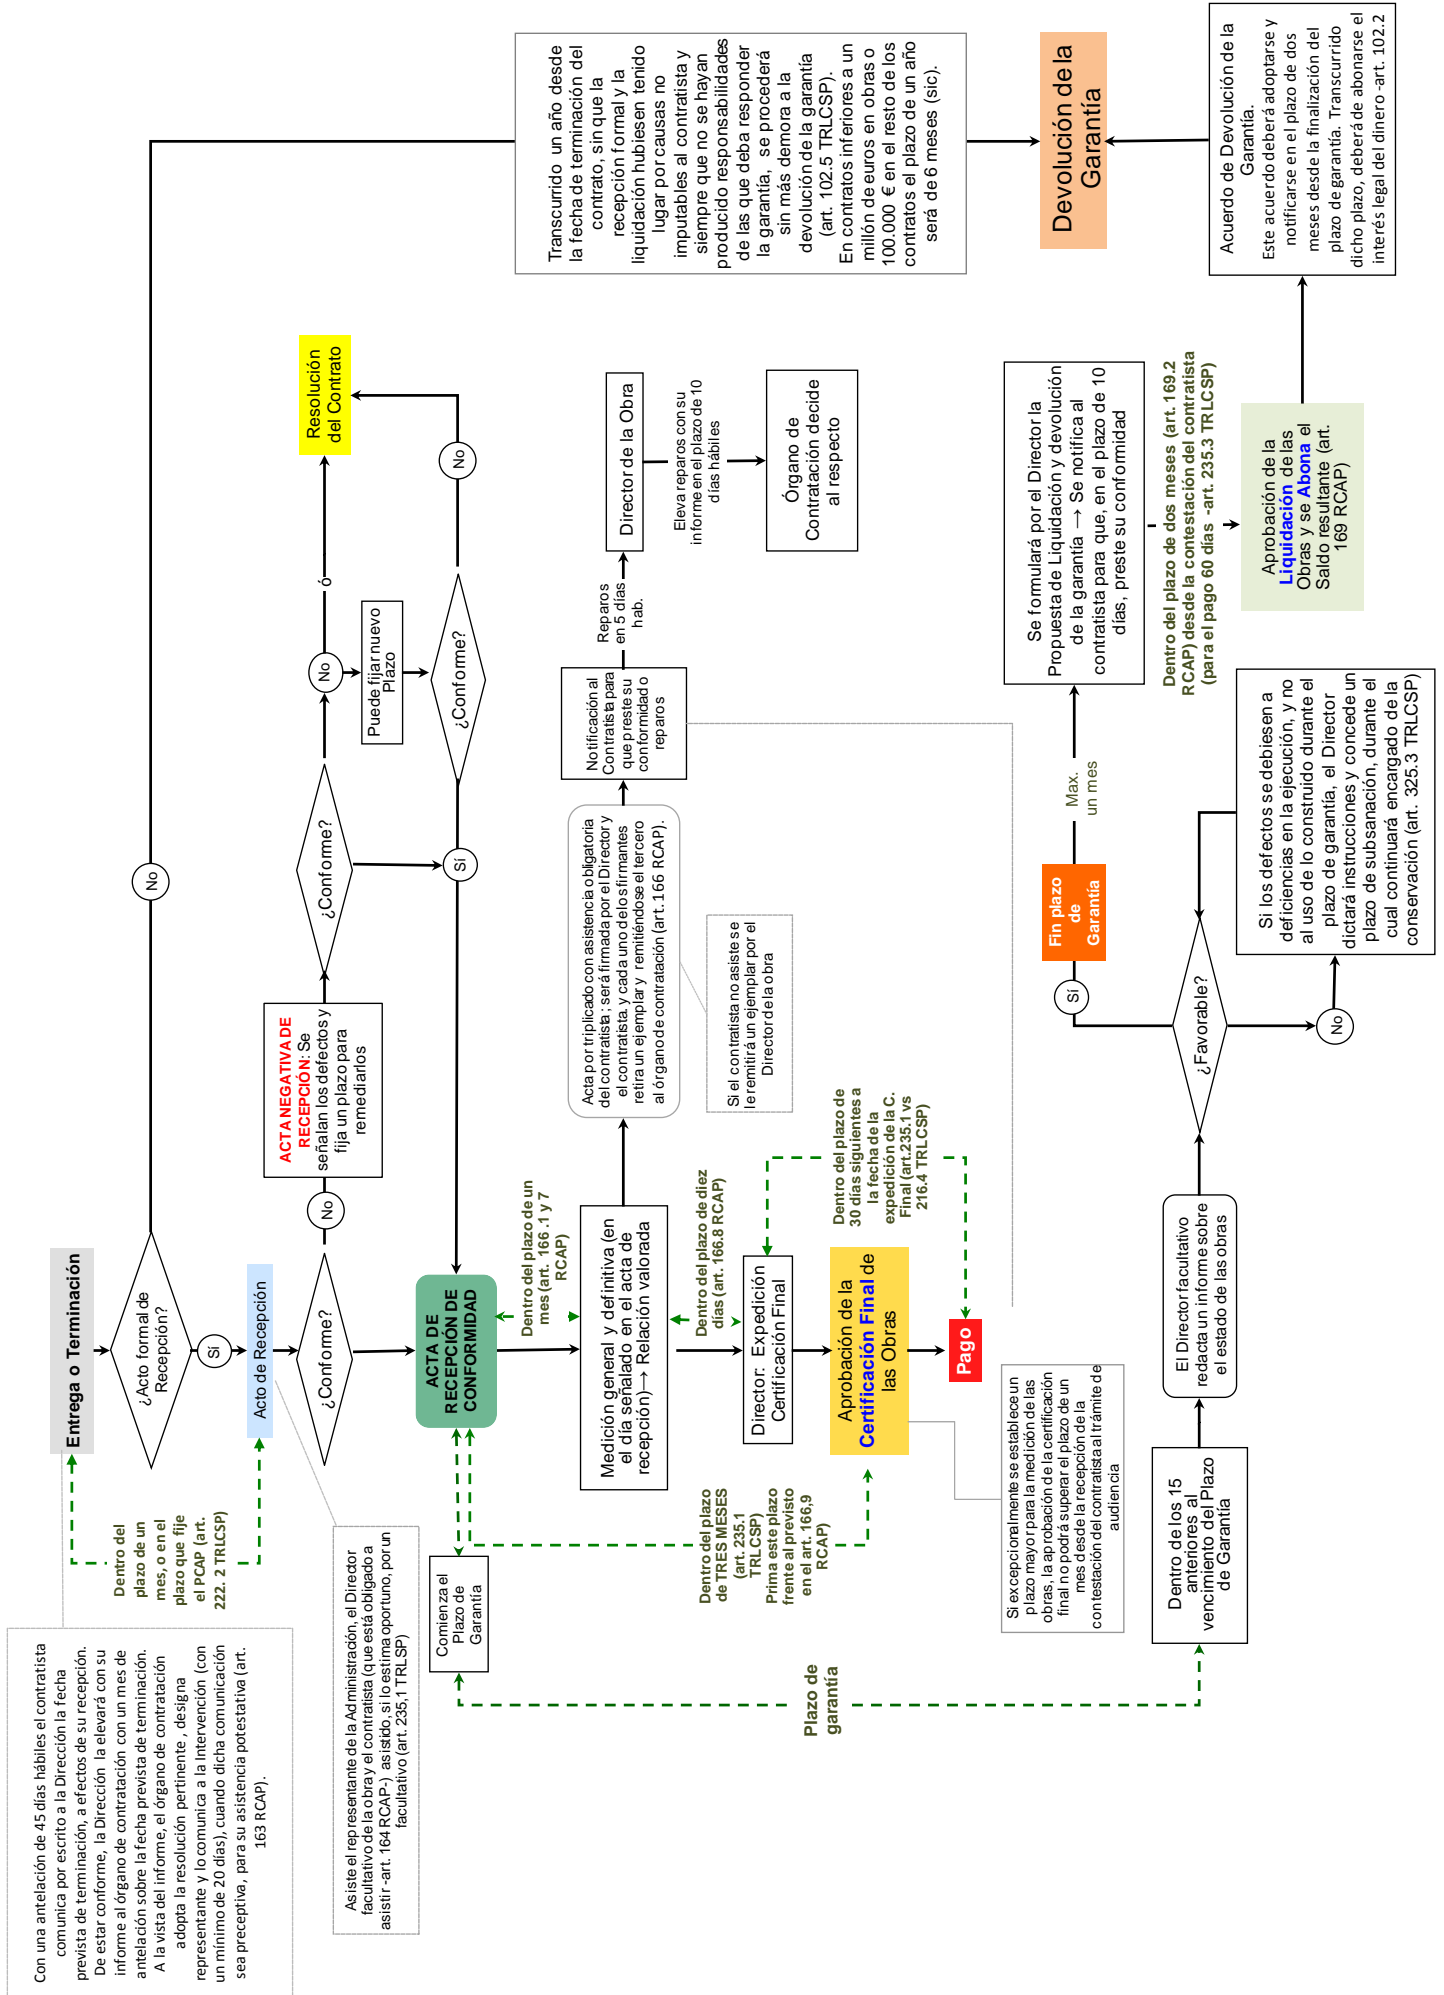 Con una antelación de 45 días hábiles el contratista
comunica por escrito a la Dirección la fecha
prevista de terminación, a efectos de su recepción.
De estar conforme, la Dirección la elevará con su
informe al órgano de contratación con un mes de
antelación sobre la fecha prevista de terminación.
A la vista del informe, el órgano de contratación
adopta la resolución pertinente , designa
representante y lo comunica a la Intervención (con
un mínimo de 20 días), cuando dicha comunicación
sea preceptiva, para su asistencia potestativa (art.
163 RCAP).
Entrega o Terminación
Dentro del
plazo de un
mes, o en el
plazo que fije
el PCAP (art.
222. 2 TRLCSP)
¿Acto formal de
Recepción?
No
Sí
Acto de Recepción
Asiste el representante de la Administración, el Director
facultativo de la obra y el contratista (que está obligado a
asistir -art. 164 RCAP-) asistido, si lo estima oportuno, por un
facultativo (art. 235,1 TRLSP)
¿Conforme?
No
ACTA NEGATIVA DE
RECEPCIÓN: Se
señalan los defectos y
fija un plazo para
remediarlos
¿Conforme?
No
ó
Resolución
del Contrato
Puede fijar nuevo
Plazo
¿Conforme?
No
Sí
ACTA DE
RECEPCIÓN DE
CONFORMIDAD
Comienza el
Plazo de
Garantía
Dentro del plazo de un
mes (art. 166 .1 y 7
RCAP)
Medición general y definitiva (en
el día señalado en el acta de
recepción)→ Relación valorada
Acta por triplicado con asistencia obligatoria
del contratista ; será firmada por el Director y
el contratista. y cada uno de los firmantes
retira un ejemplar y remitiéndose el tercero
al órgano de contratación (art. 166 RCAP).
Si el contratista no asiste se
le remitirá un ejemplar por el
Director de la obra
Notificación al
Contratista para
que preste su
conformidad o
reparos
Reparos
en 5 días
hab.
Director de la Obra
Eleva reparos con su
informe en el plazo de 10
días hábiles
Órgano de
Contratación decide
al respecto
Dentro del plazo de diez
días (art. 166.8 RCAP)
Director: Expedición
Certificación Final
Dentro del plazo
de TRES MESES
(art. 235.1
TRLCSP)
Prima este plazo
frente al previsto
en el art. 166,9
RCAP)
Aprobación de la
Certificación Final de
las Obras
Dentro del plazo de
30 días siguientes a
la fecha de la
expedición de la C.
Final (art.235.1 vs
216.4 TRLCSP)
Pago
Si excepcionalmente se establece un
plazo mayor para la medición de las
obras, la aprobación de la certificación
final no podrá superar el plazo de un
mes desde la recepción de la
contestación del contratista al trámite de
audiencia
Plazo de
garantía
Dentro de los 15
anteriores al
vencimiento del Plazo
de Garantía
El Director facultativo
redacta un informe sobre
el estado de las obras
¿Favorable?
No
Si los defectos se debiesen a
deficiencias en la ejecución, y no
al uso de lo construido durante el
plazo de garantía, el Director
dictará instrucciones y concede un
plazo de subsanación, durante el
cual continuará encargado de la
conservación (art. 325.3 TRLCSP)
Sí
Fin plazo
de
Garantía
Max.
un mes
Se formulará por el Director la
Propuesta de Liquidación y devolución
de la garantía → Se notifica al
contratista para que, en el plazo de 10
días, preste su conformidad
Dentro del plazo de dos meses (art. 169.2
RCAP) desde la contestación del contratista
(para el pago 60 días -art. 235.3 TRLCSP)
Aprobación de la
Liquidación de las
Obras y se Abona el
Saldo resultante (art.
169 RCAP)
Acuerdo de Devolución de la
Garantía.
Este acuerdo deberá adoptarse y
notificarse en el plazo de dos
meses desde la finalización del
plazo de garantía. Transcurrido
dicho plazo, deberá de abonarse el
interés legal del dinero -art. 102.2
Devolución de la
Garantía
Transcurrido un año desde
la fecha de terminación del
contrato, sin que la
recepción formal y la
liquidación hubiesen tenido
lugar por causas no
imputables al contratista y
siempre que no se hayan
producido responsabilidades
de las que deba responder
la garantía, se procederá
sin más demora a la
devolución de la garantía
(art. 102.5 TRLCSP).
En contratos inferiores a un
millón de euros en obras o
100.000 € en el resto de los
contratos el plazo de un año
será de 6 meses (sic).